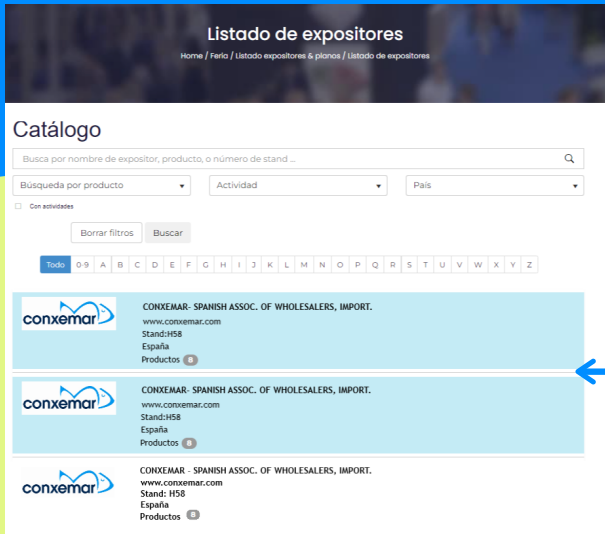 Listado de expositores
Home / Feria / Listado expositores & planos / Listado de expositores
Catálogo
Busca por nombre de expositor, producto, o número de stand ...
Búsqueda por producto Actividad País
Con actividades
Borrar filtros Buscar
Todo 0-9 A B C D E F G H I J K L M N O P Q R S T U V W X Y Z
conxemar
CONXEMAR- SPANISH ASSOC. OF WHOLESALERS, IMPORT.
www.conxemar.com
Stand:H58
España
Productos 8
conxemar
CONXEMAR- SPANISH ASSOC. OF WHOLESALERS, IMPORT.
www.conxemar.com
Stand:H58
España
Productos 8
conxemar
CONXEMAR - SPANISH ASSOC. OF WHOLESALERS, IMPORT.
www.conxemar.com
Stand: H58
España
Productos 8